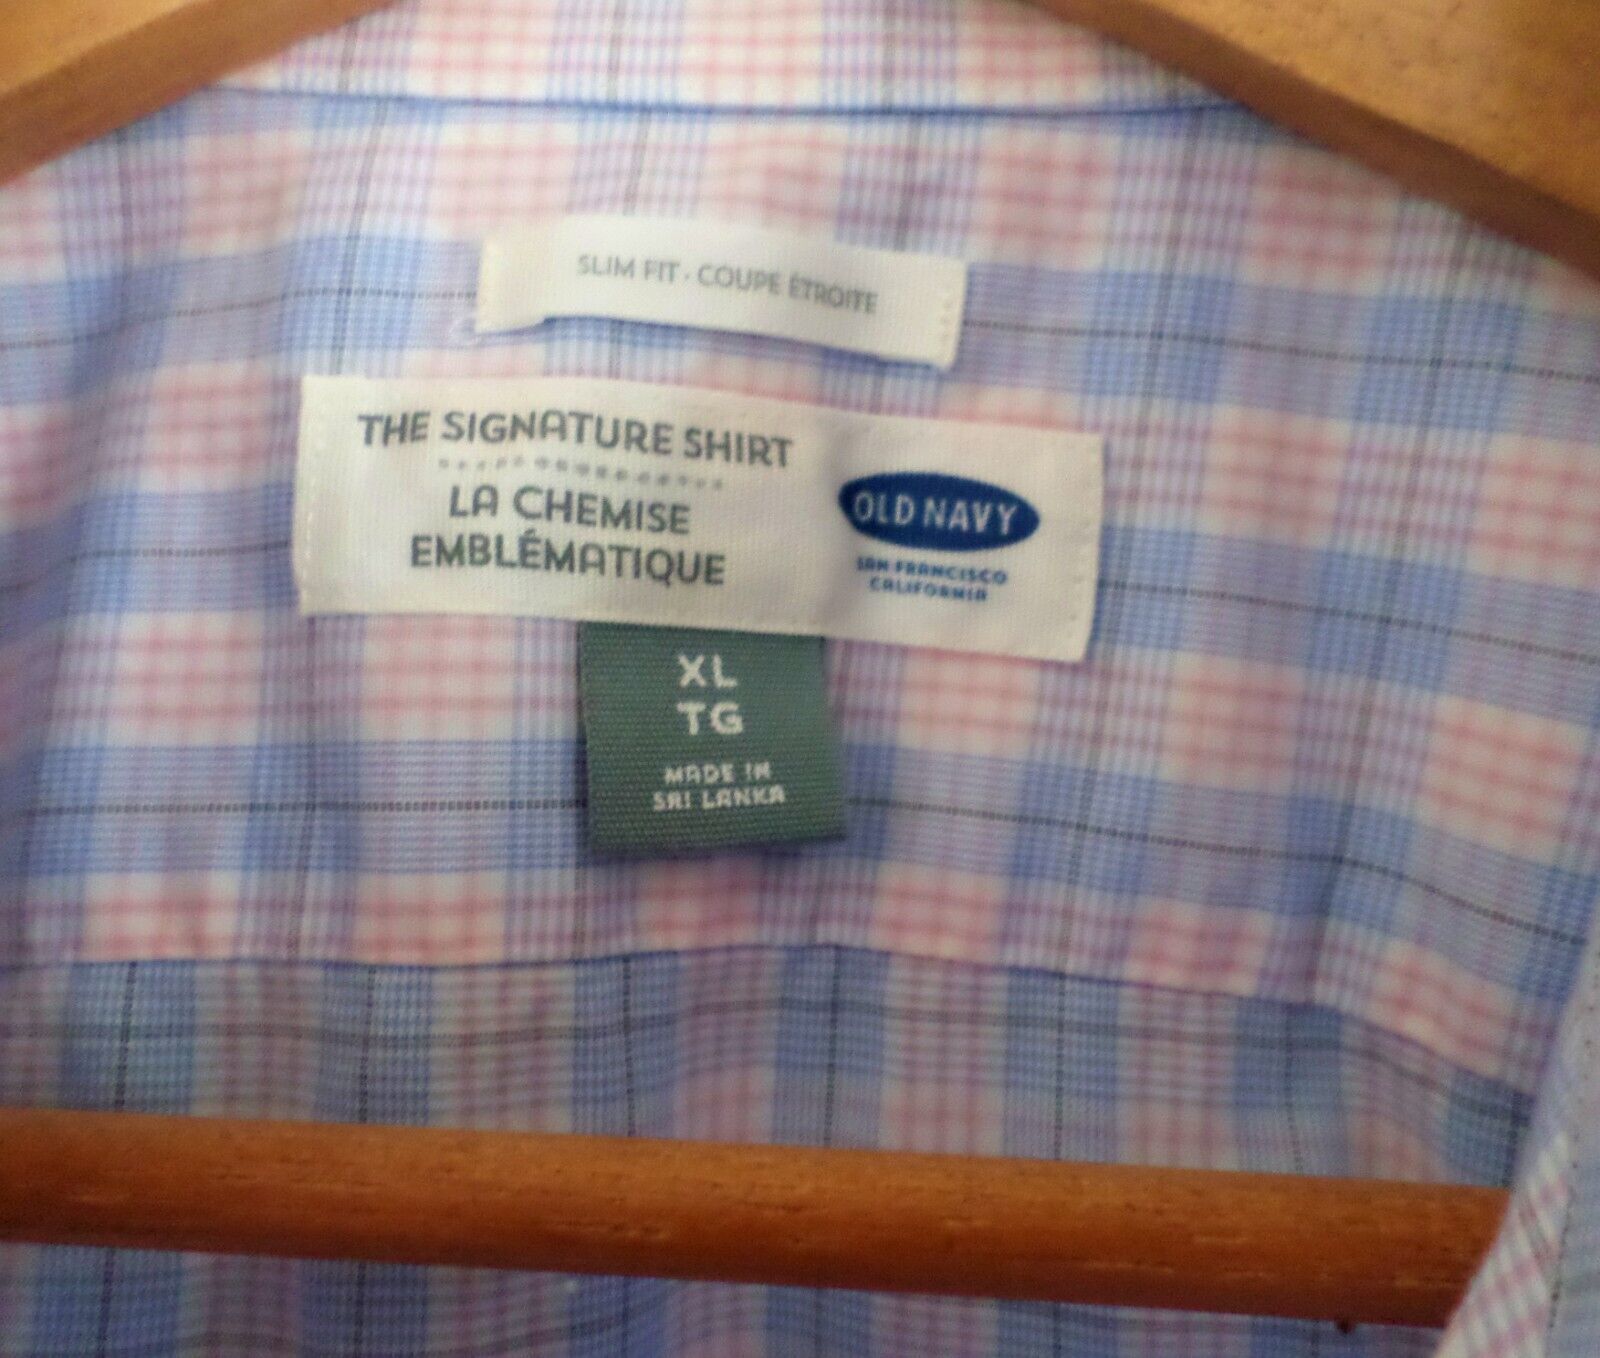 SLIM FIT · COUPE ÉTROITE
THE SIGNATURE SHIRT
LA CHEMISE
EMBLÉMATIQUE
OLD NAVY
SAN FRANCISCO
CALIFORNIA
XL
TG
MADE IN
SRI LANKA